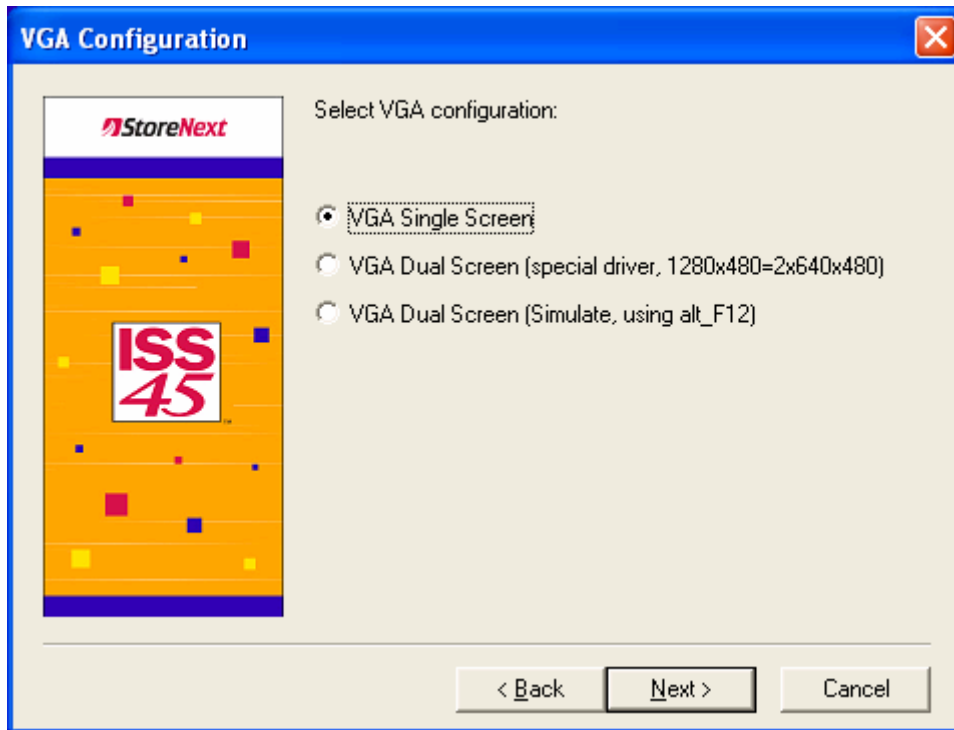 VGA Configuration
StoreNext
Select VGA configuration:
VGA Single Screen
VGA Dual Screen (special driver, 1280x480=2x640x480)
VGA Dual Screen (Simulate, using alt_F12)
ISS
45
< Back
Next >
Cancel